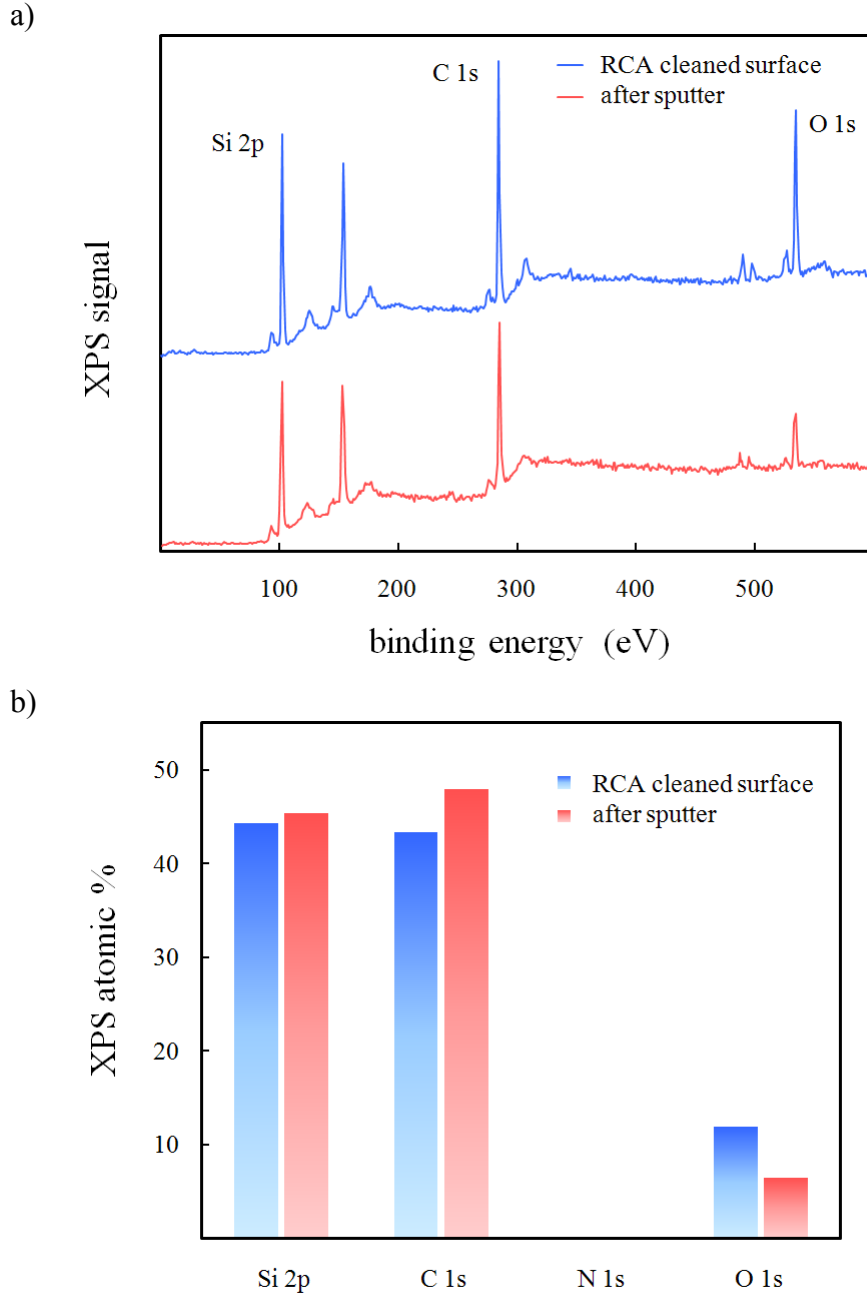 a)
C 1s
RCA cleaned surface
after sputter
O 1s
Si 2p
XPS signal
100 200 300 400 500
binding energy (eV)
b)
50
RCA cleaned surface
after sputter
40
XPS atomic %
30
20
10
Si 2p C 1s N 1s O 1s